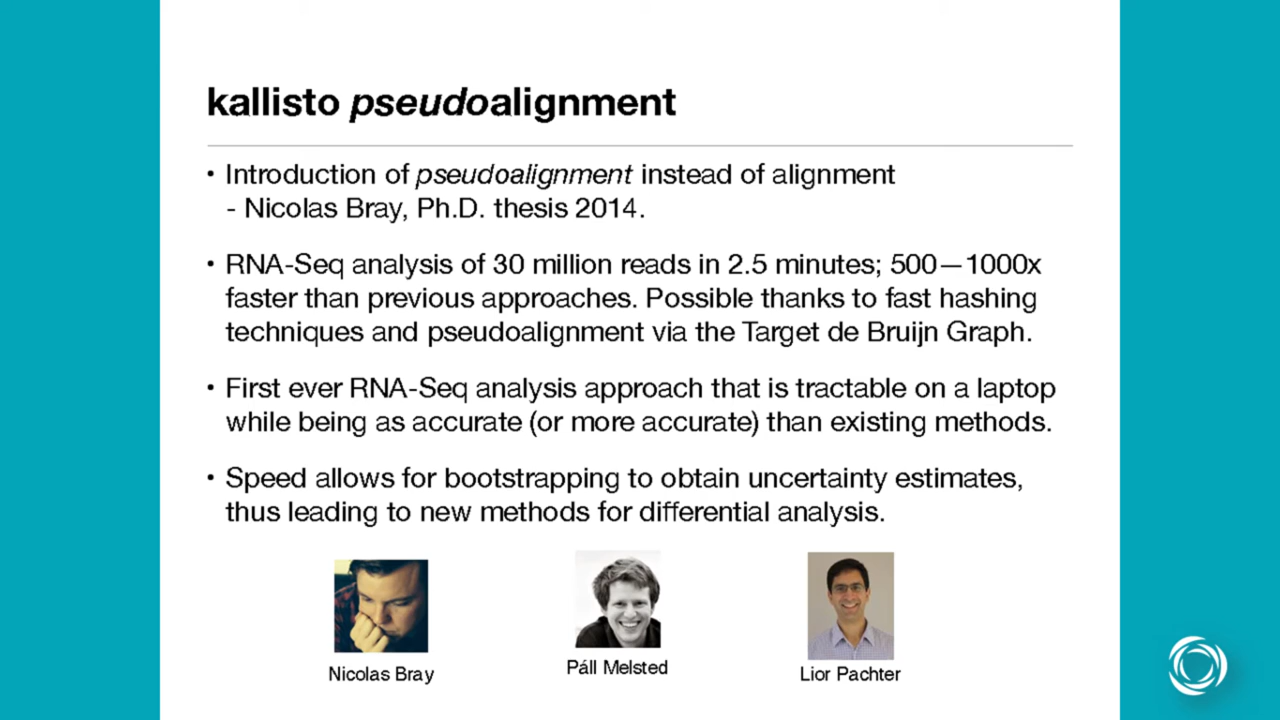 kallisto pseudoalignment
• Introduction of pseudoalignment instead of alignment
- Nicolas Bray, Ph.D. thesis 2014.
• RNA-Seq analysis of 30 million reads in 2.5 minutes; 500—1000x
faster than previous approaches. Possible thanks to fast hashing
techniques and pseudoalignment via the Target de Bruijn Graph.
• First ever RNA-Seq analysis approach that is tractable on a laptop
while being as accurate (or more accurate) than existing methods.
• Speed allows for bootstrapping to obtain uncertainty estimates,
thus leading to new methods for differential analysis.
Nicolas Bray
Páll Melsted
Lior Pachter